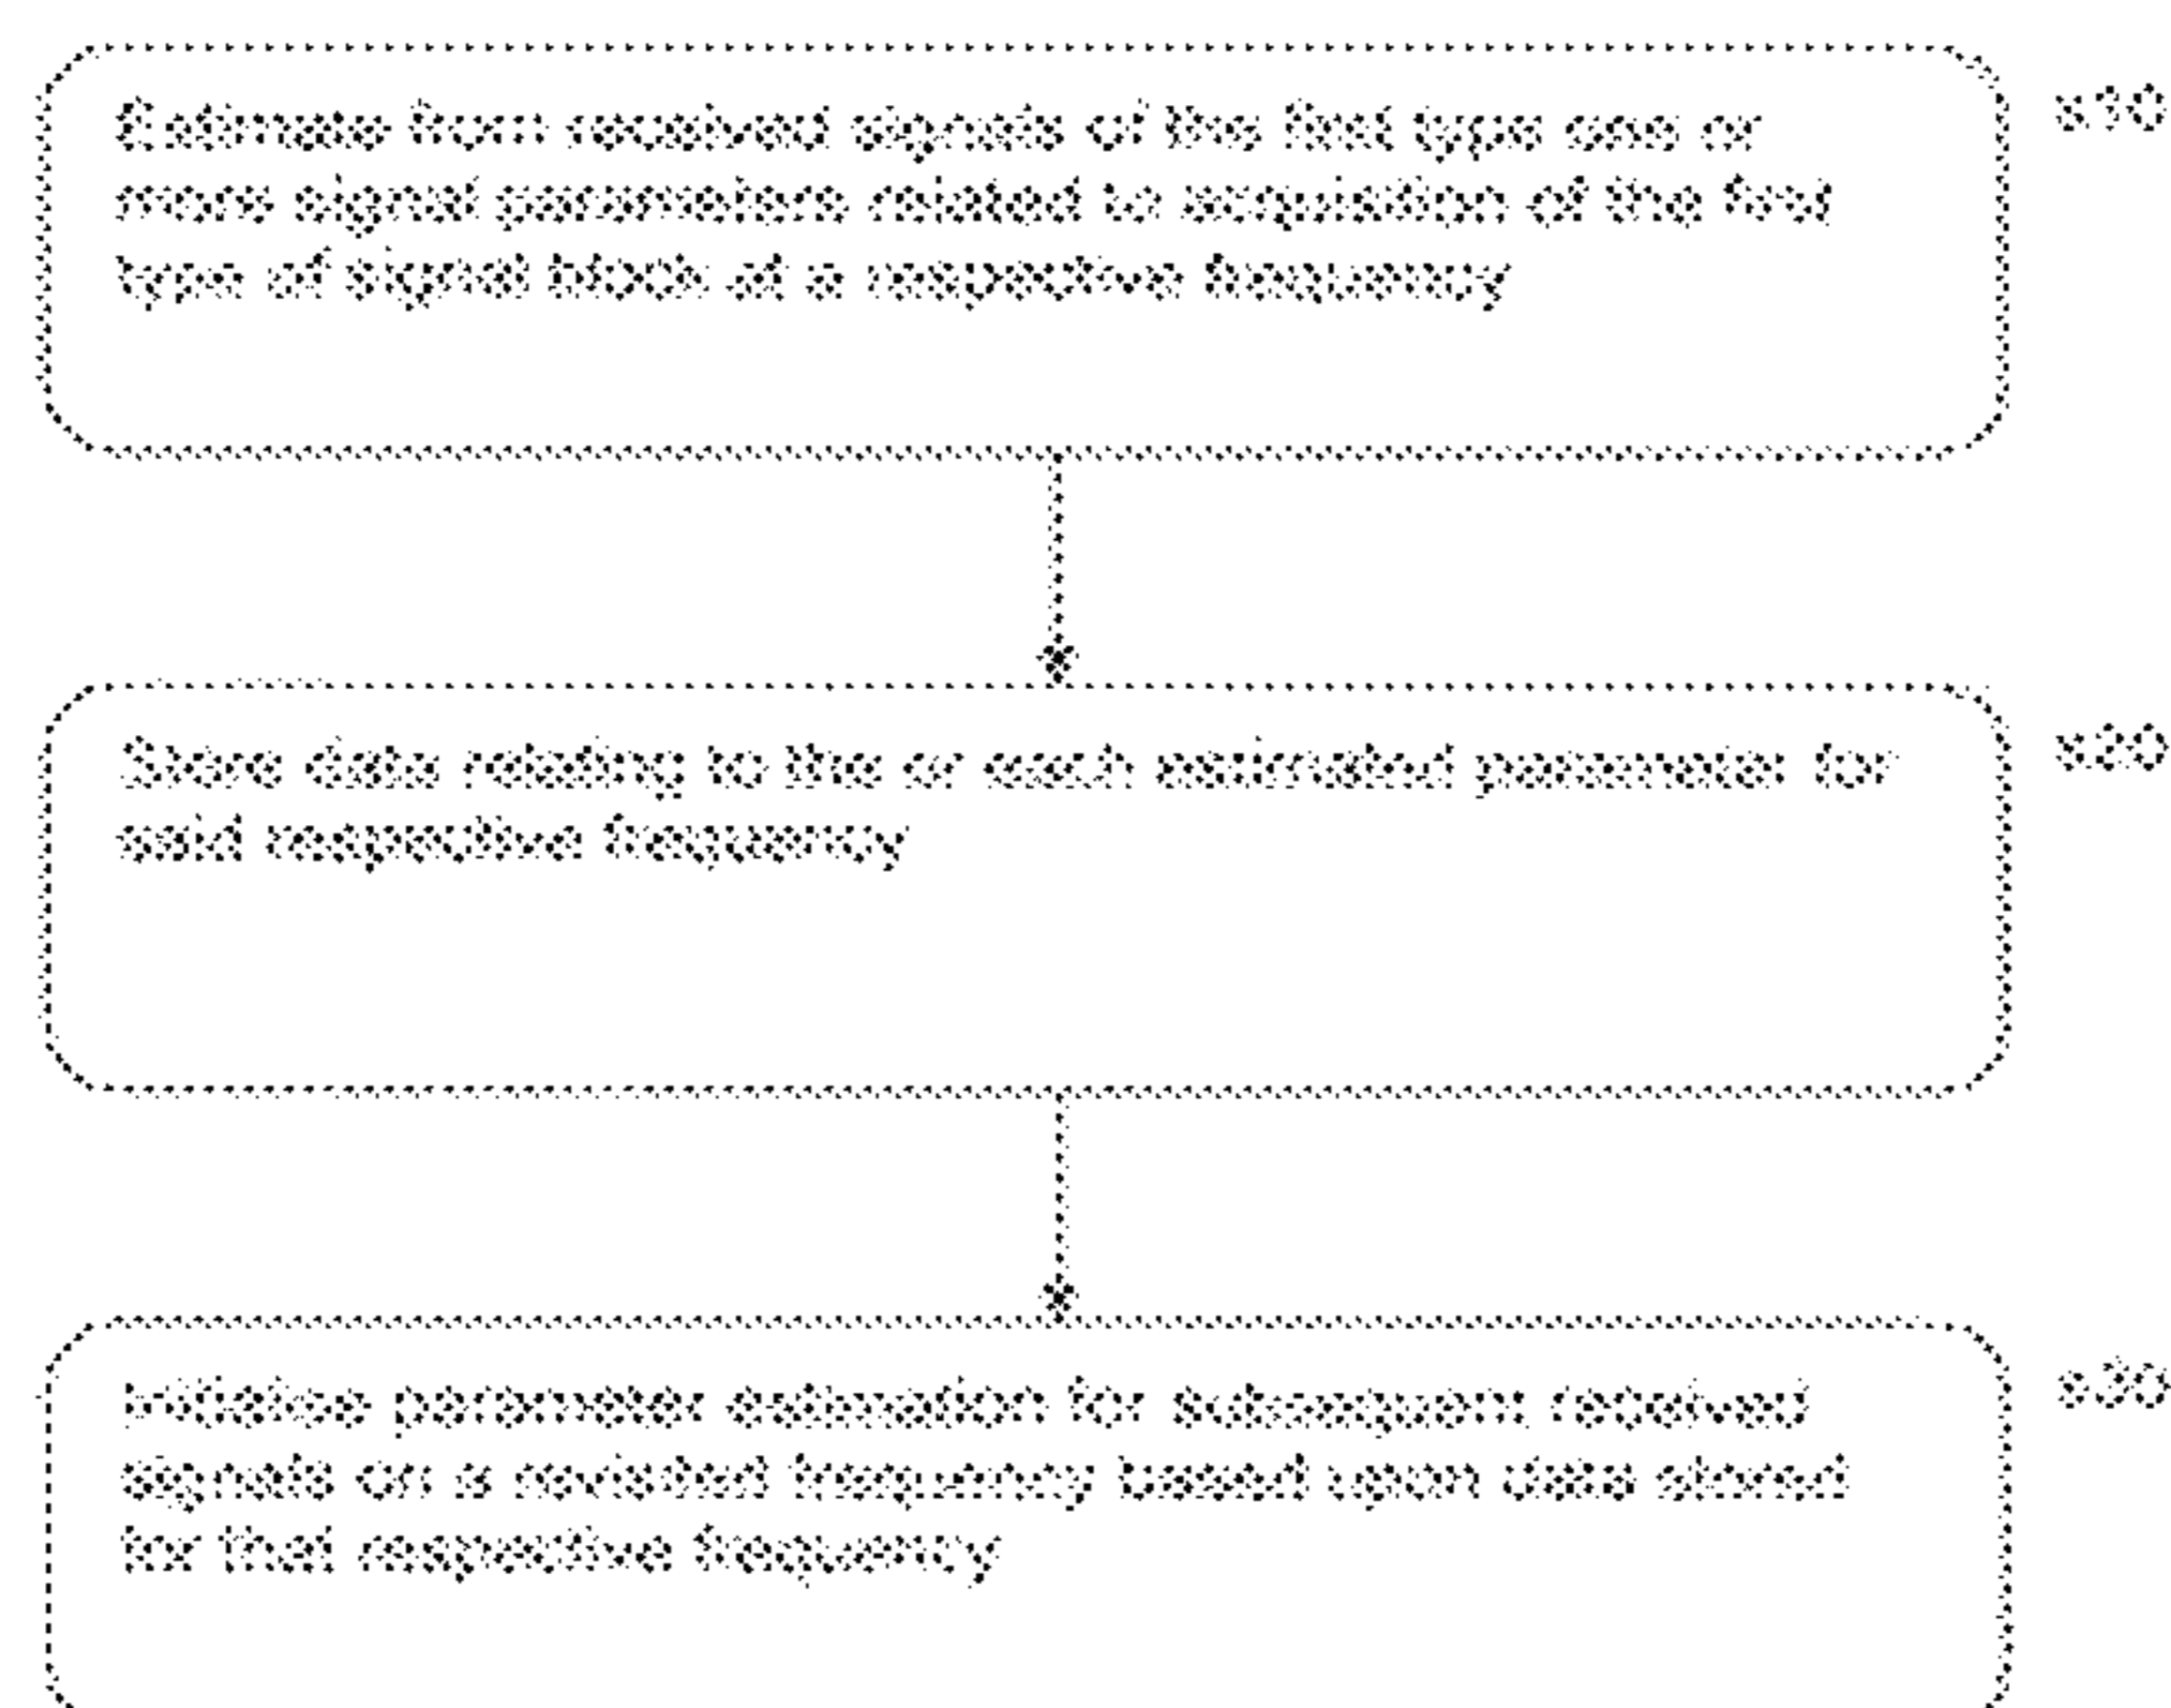 Estimate from received signals of the first type one or
s10
more signal parameters related to acquisition of the first
type of signal block at a respective frequency
Store data relating to the or each estimated parameter for
s20
said respective frequency
Initialise parameter estimation for subsequent received
s30
signals on a revisited frequency based upon data stored
for that respective frequency